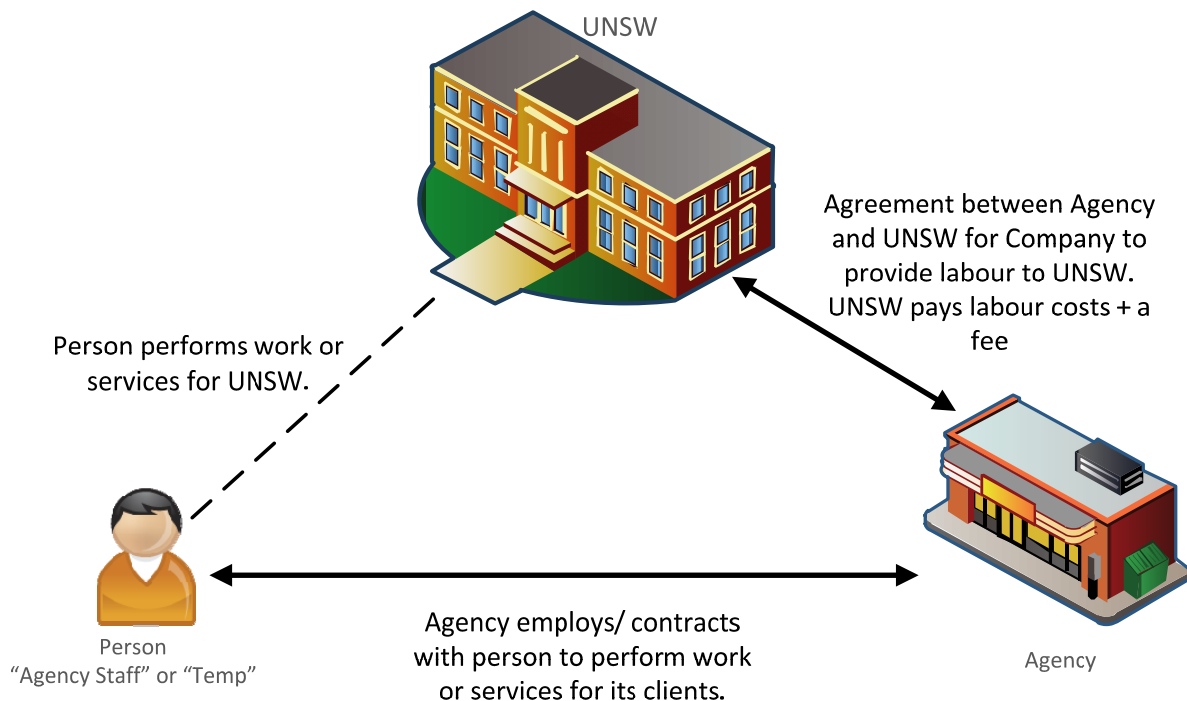 UNSW
Agreement between Agency
and UNSW for Company to
provide labour to UNSW.
UNSW pays labour costs + a
fee
Person performs work or
services for UNSW.
Person
“Agency Staff” or “Temp”
Agency employs/ contracts
with person to perform work
or services for its clients.
Agency